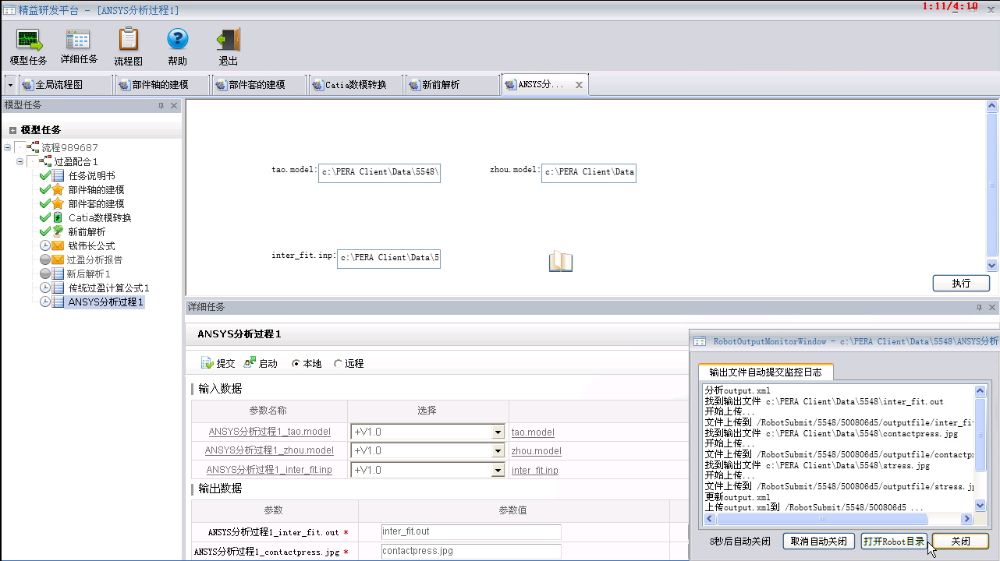 精益研发平台 - [ANSYS分析过程1]
1:11/4:10
模型任务
详细任务
流程图
帮助
退出
全局流程图
部件轴的建模
部件套的建模
Catia数模转换
新前解析
ANSYS分...
模型任务
模型任务
流程989687
过盈配合1
任务说明书
部件轴的建模
部件套的建模
Catia数模转换
新前解析
钱伟长公式
过盈分析报告
新后解析1
传统过盈计算公式1
ANSYS分析过程1
tao.model:
c:\PERA Client\Data\5548\
zhou.model:
c:\PERA Client\Data
inter_fit.inp:
c:\PERA Client\Data\5
执行
详细任务
ANSYS分析过程1
提交
启动
本地
远程
输入数据
参数名称
选择
ANSYS分析过程1_tao.model
+V1.0
tao.model
ANSYS分析过程1_zhou.model
+V1.0
zhou.model
ANSYS分析过程1_inter_fit.inp
+V1.0
inter_fit.inp
输出数据
参数
参数值
ANSYS分析过程1_inter_fit.out *
inter_fit.out
ANSYS分析过程1_contactpress.jpg *
contactpress.jpg
RobotOutputMonitorWindow - c:\PERA Client\Data\5548\ANSYS分析
输出文件自动提交监控日志
分析output.xml
找到输出文件 c:\PERA Client\Data\5548\inter_fit.out
开始上传...
文件上传到 /RobotSubmit/5548/500806d5/outputfile/inter_fi
找到输出文件 c:\PERA Client\Data\5548\contactpress.jpg
开始上传...
文件上传到 /RobotSubmit/5548/500806d5/outputfile/contactp
找到输出文件 c:\PERA Client\Data\5548\stress.jpg
开始上传...
文件上传到 /RobotSubmit/5548/500806d5/outputfile/stress.j
更新output.xml
上传output.xml到 /RobotSubmit/5548/500806d5 ...
8秒后自动关闭
取消自动关闭
打开Robot目录
关闭